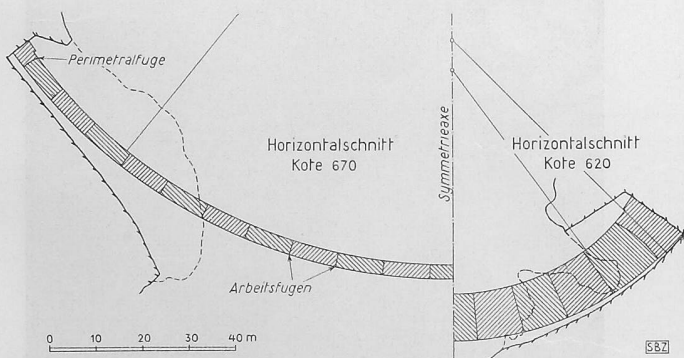 Perimetralfuge
Horizontalschnitt
Kote 670
Symmetrieaxe
Horizontalschnitt
Kote 620
Arbeitsfugen
0 10 20 30 40 m
SBZ